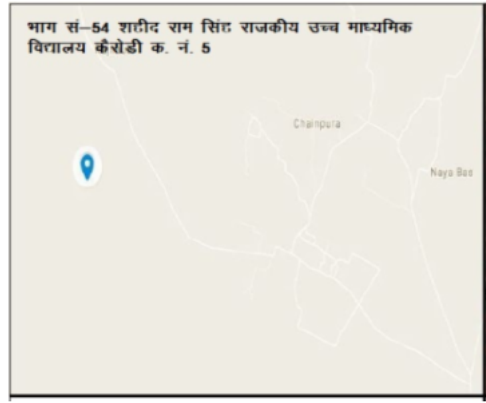 भाग सं–54 शहीद राम सिंह राजकीय उच्च माध्यमिक
विद्यालय कैरोडी क. नं. 5
Chainpura
Naya Bas